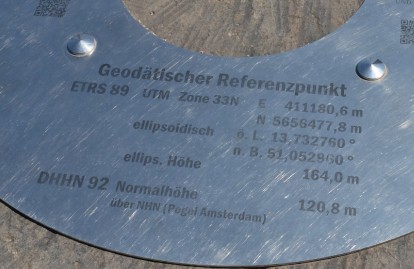 Geodätischer Referenzpunkt
ETRS 89 UTM Zone 33N E 411180,6 m
N 5656477,8 m
ellipsoidisch ö. L. 13,732760 °
n. B. 51,052960 °
ellips. Höhe 164,0 m
DHHN 92 Normalhöhe
über NHN (Pegel Amsterdam) 120,8 m